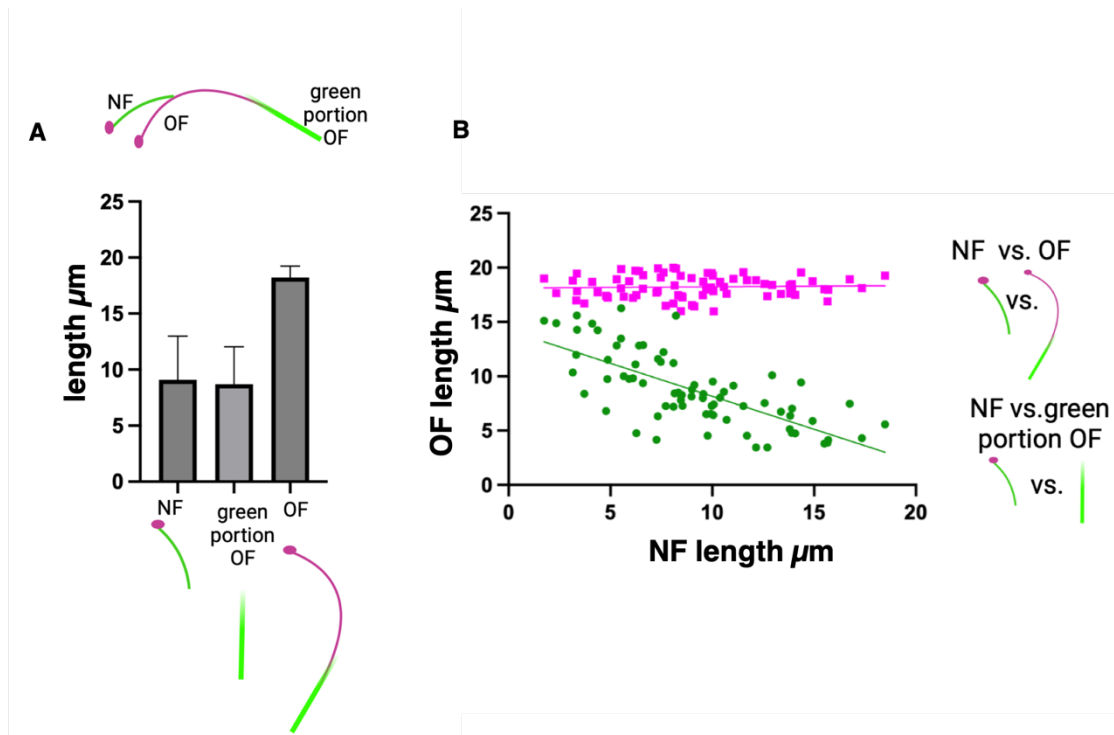 A
NF
OF
green
portion
OF
25
20
15
10
5
0
length µm
NF
green
portion
OF
OF
B
25
20
15
10
5
0
OF length µm
0 5 10 15 20
NF length µm
NF vs. OF
vs.
NF vs.green
portion OF
vs.